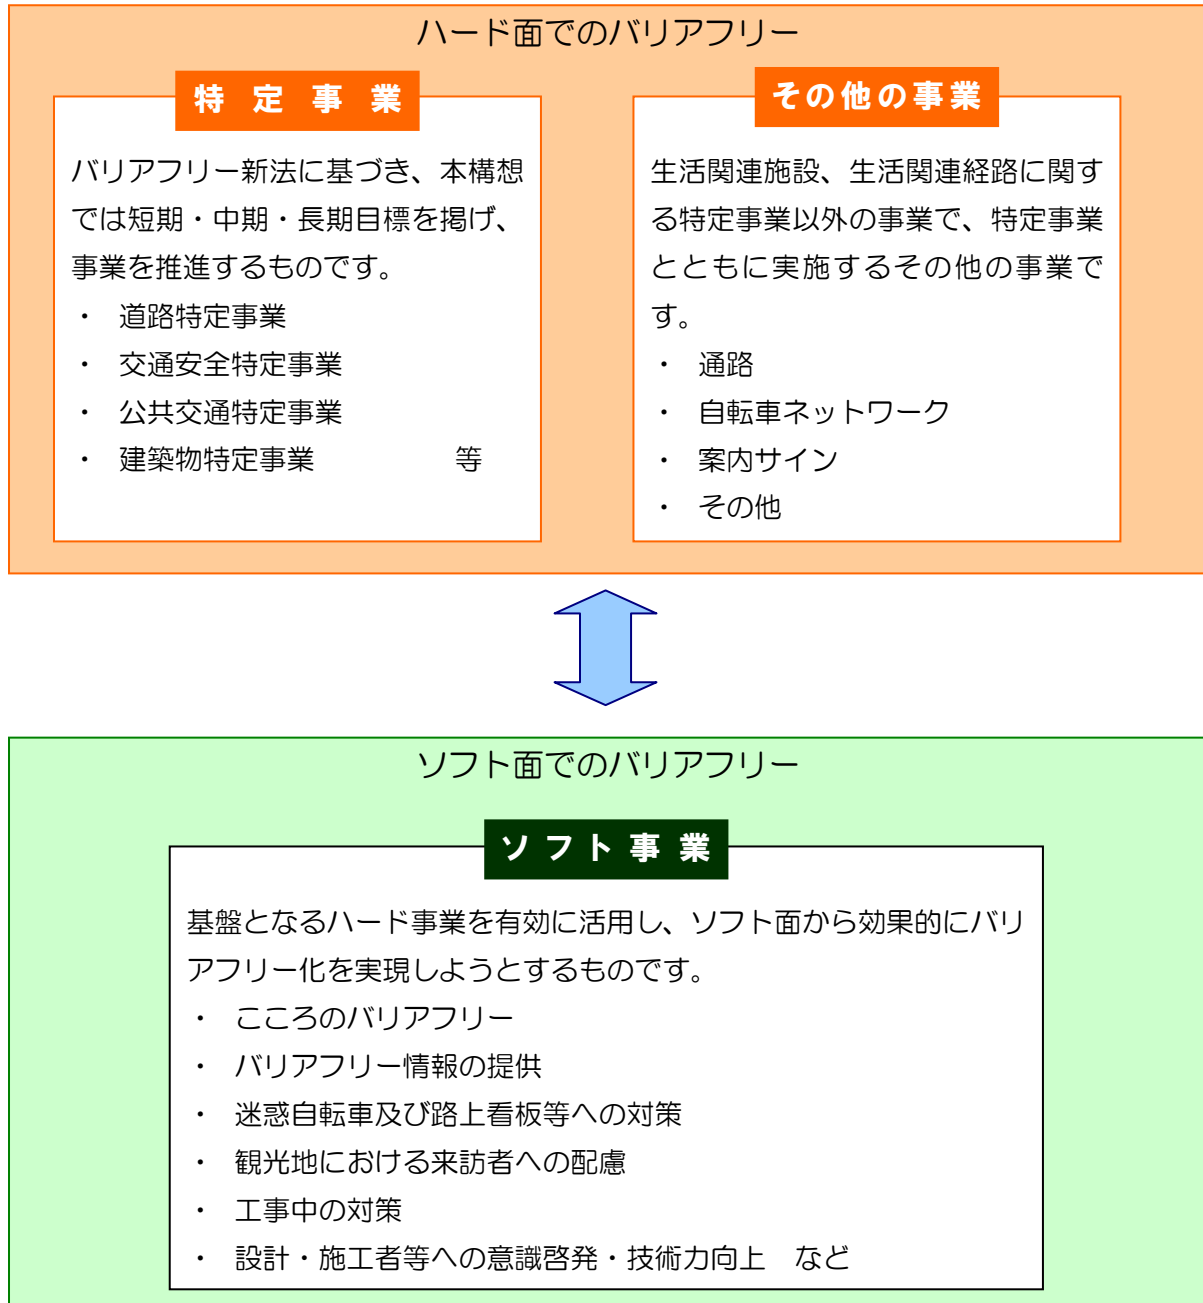 ハード面でのバリアフリー
特定事業
バリアフリー新法に基づき、本構想
では短期・中期・長期目標を掲げ、
事業を推進するものです。
・ 道路特定事業
・ 交通安全特定事業
・ 公共交通特定事業
・ 建築物特定事業 等
その他の事業
生活関連施設、生活関連経路に関す
る特定事業以外の事業で、特定事業
とともに実施するその他の事業で
す。
・ 通路
・ 自転車ネットワーク
・ 案内サイン
・ その他
ソフト面でのバリアフリー
ソフト事業
基盤となるハード事業を有効に活用し、ソフト面から効果的にバリ
アフリー化を実現しようとするものです。
・ こころのバリアフリー
・ バリアフリー情報の提供
・ 迷惑自転車及び路上看板等への対策
・ 観光地における来訪者への配慮
・ 工事中の対策
・ 設計・施工者等への意識啓発・技術力向上 など